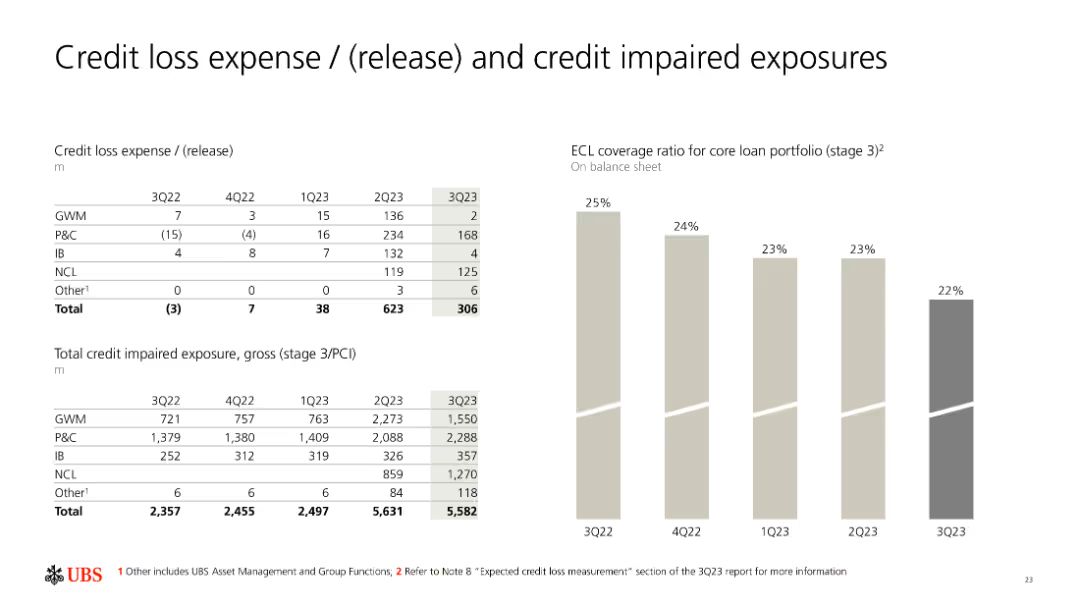 Credit loss expense / (release) and credit impaired exposures
Credit loss expense / (release)
m
3Q22 4Q22 1Q23 2Q23 3Q23
GWM 7 3 15 136 2
P&C (15) (4) 16 234 168
IB 4 8 7 132 4
NCL 119 125
Other1 0 0 0 3 6
Total (3) 7 38 623 306
Total credit impaired exposure, gross (stage 3/PCI)
m
3Q22 4Q22 1Q23 2Q23 3Q23
GWM 721 757 763 2,273 1,550
P&C 1,379 1,380 1,409 2,088 2,288
IB 252 312 319 326 357
NCL 859 1,270
Other1 6 6 6 84 118
Total 2,357 2,455 2,497 5,631 5,582
ECL coverage ratio for core loan portfolio (stage 3)2
On balance sheet
25%
24%
23%
23%
22%
3Q22 4Q22 1Q23 2Q23 3Q23
UBS
1 Other includes UBS Asset Management and Group Functions; 2 Refer to Note 8 "Expected credit loss measurement" section of the 3Q23 report for more information
23